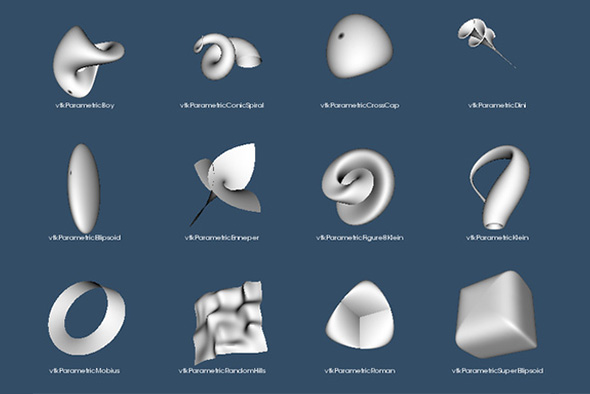 vtkParametricBoy
vtkParametricConicSpiral
vtkParametricCrossCap
vtkParametricDini
vtkParametricEllipsoid
vtkParametricEnneper
vtkParametricFigure8Klein
vtkParametricKlein
vtkParametricMobius
vtkParametricRandomHills
vtkParametricRoman
vtkParametricSuperEllipsoid